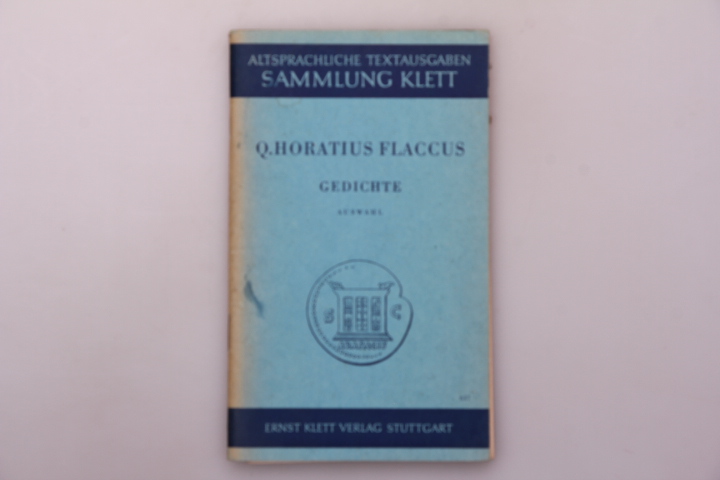 ALTSPRACHLICHE TEXTAUSGABEN
SAMMLUNG KLETT
Q. HORATIUS FLACCUS
GEDICHTE
AUSWAHL
ERNST KLETT VERLAG STUTTGART